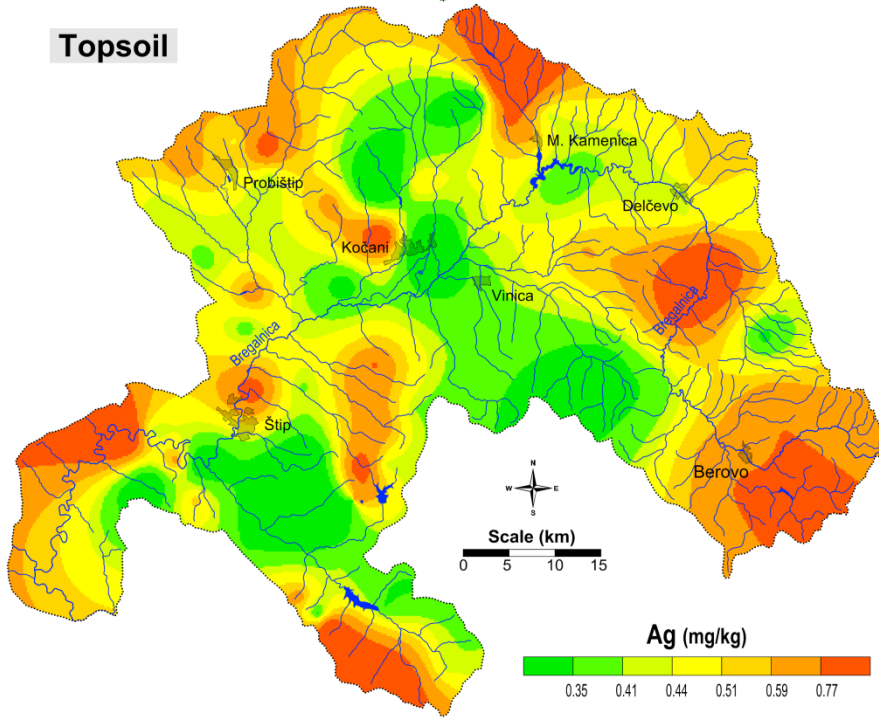 Topsoil
M. Kamenica
Probištip
Delčevo
Kočani
Vinica
Bregalnica
Bregalnica
Štip
Berovo
N
W E
S
Scale (km)
0 5 10 15
Ag (mg/kg)
0.35 0.41 0.44 0.51 0.59 0.77